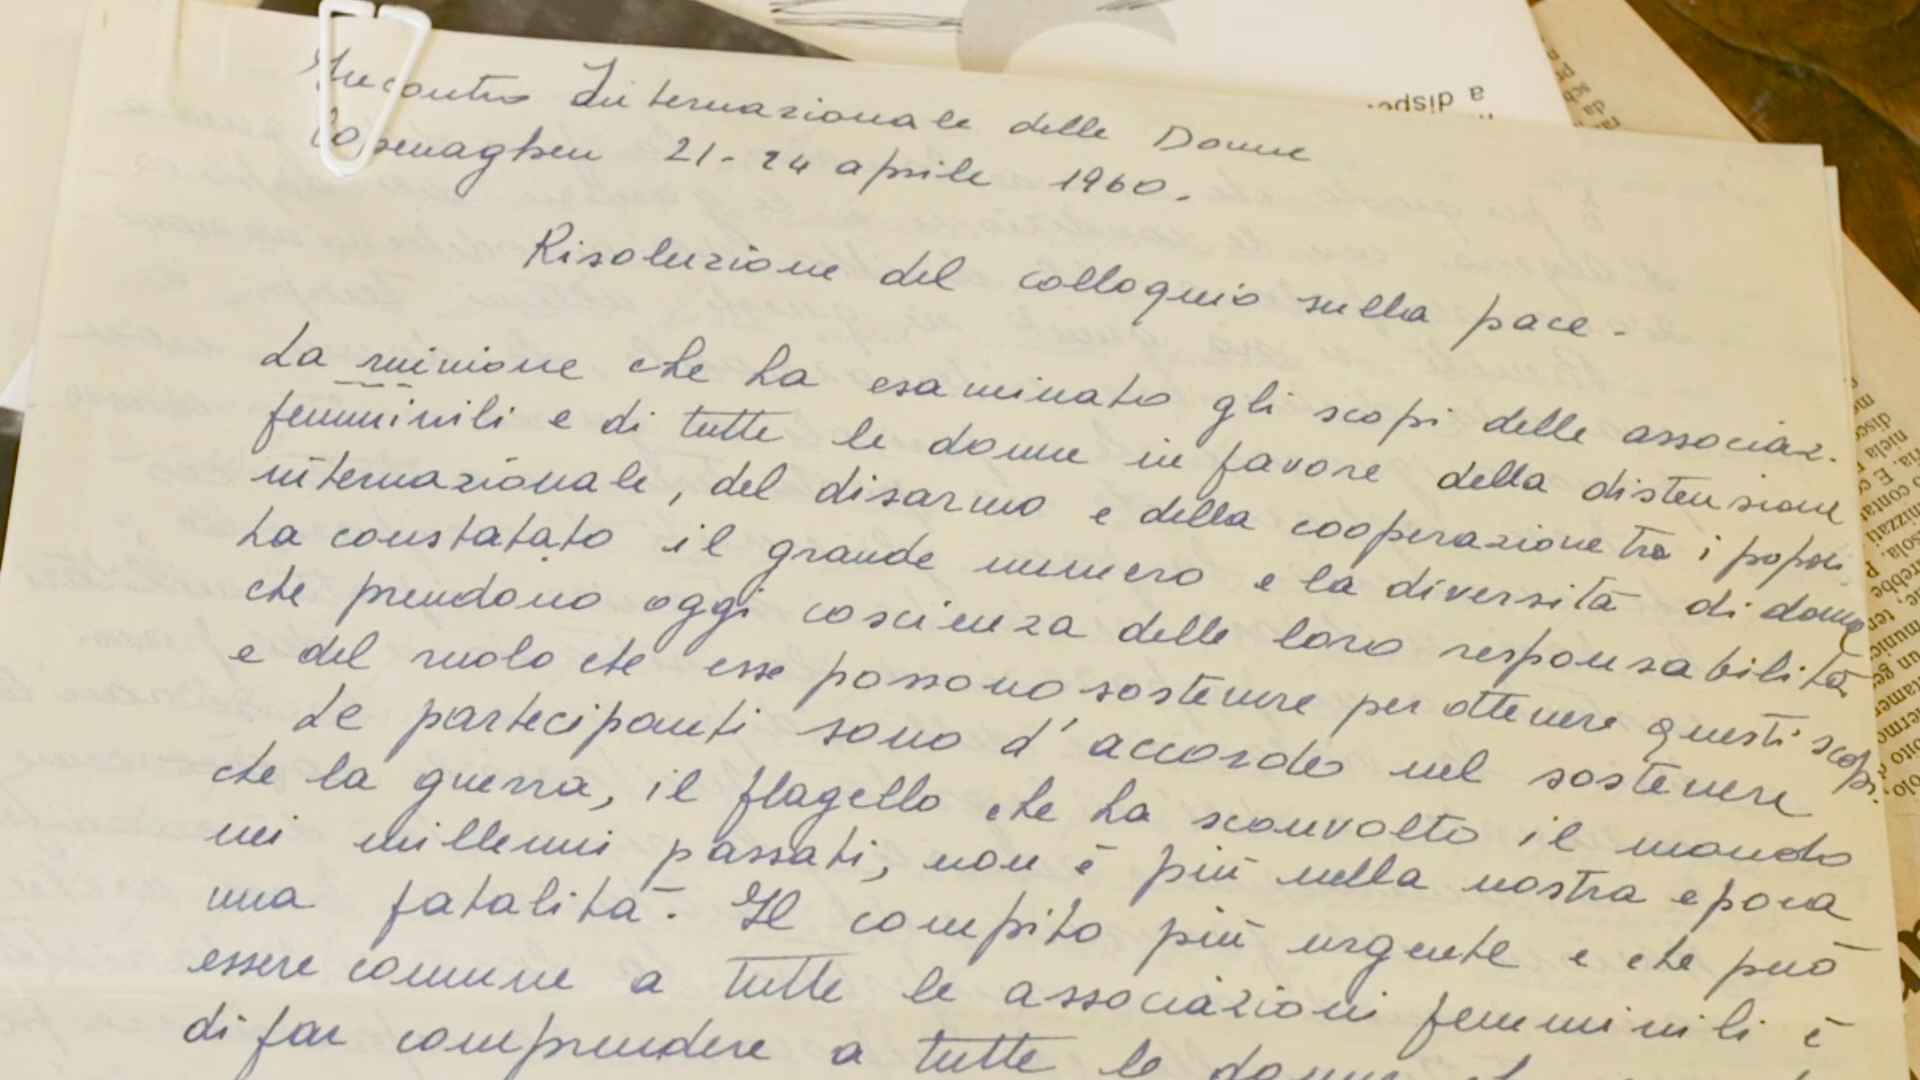 Incontro Internazionale delle Donne
Copenaghen 21-24 aprile 1960.
Risoluzione del colloquio sulla pace.
La riunione che ha esaminato gli scopi delle associaz.
femminili e di tutte le donne in favore della distensione
internazionale, del disarmo e della cooperazione tra i popoli
ha constatato il grande numero e la diversità di donne
che prendono oggi coscienza delle loro responsabilità
e del ruolo che esse possono sostenere per ottenere questi scopi.
Le partecipanti sono d'accordo nel sostenere
che la guerra, il flagello che ha sconvolto il mondo
nei millenni passati, non è più nella nostra epoca
una fatalità. Il compito più urgente e che può
essere comune a tutte le associazioni femminili è
di far comprendere a tutte le donne
a dispe